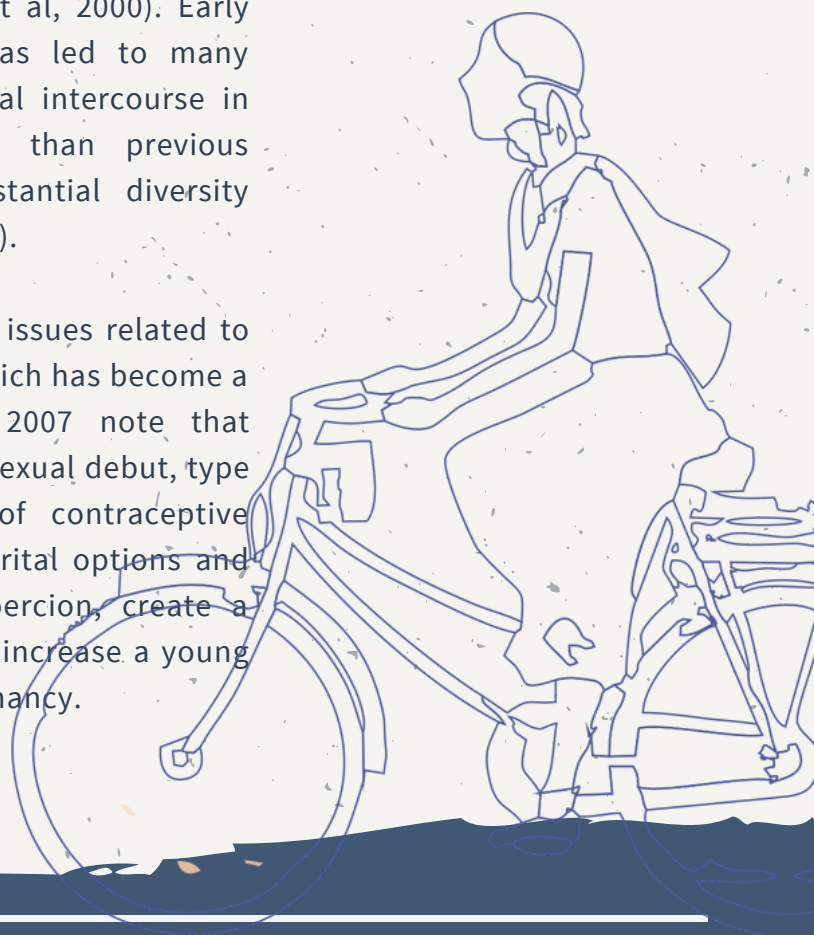 t al, 2000). Early
as led to many
al intercourse in
than previous
stantial diversity
).
issues related to
ich has become a
2007 note that
exual debut, type
of contraceptive
rital options and
ercion, create a
increase a young
nancy.